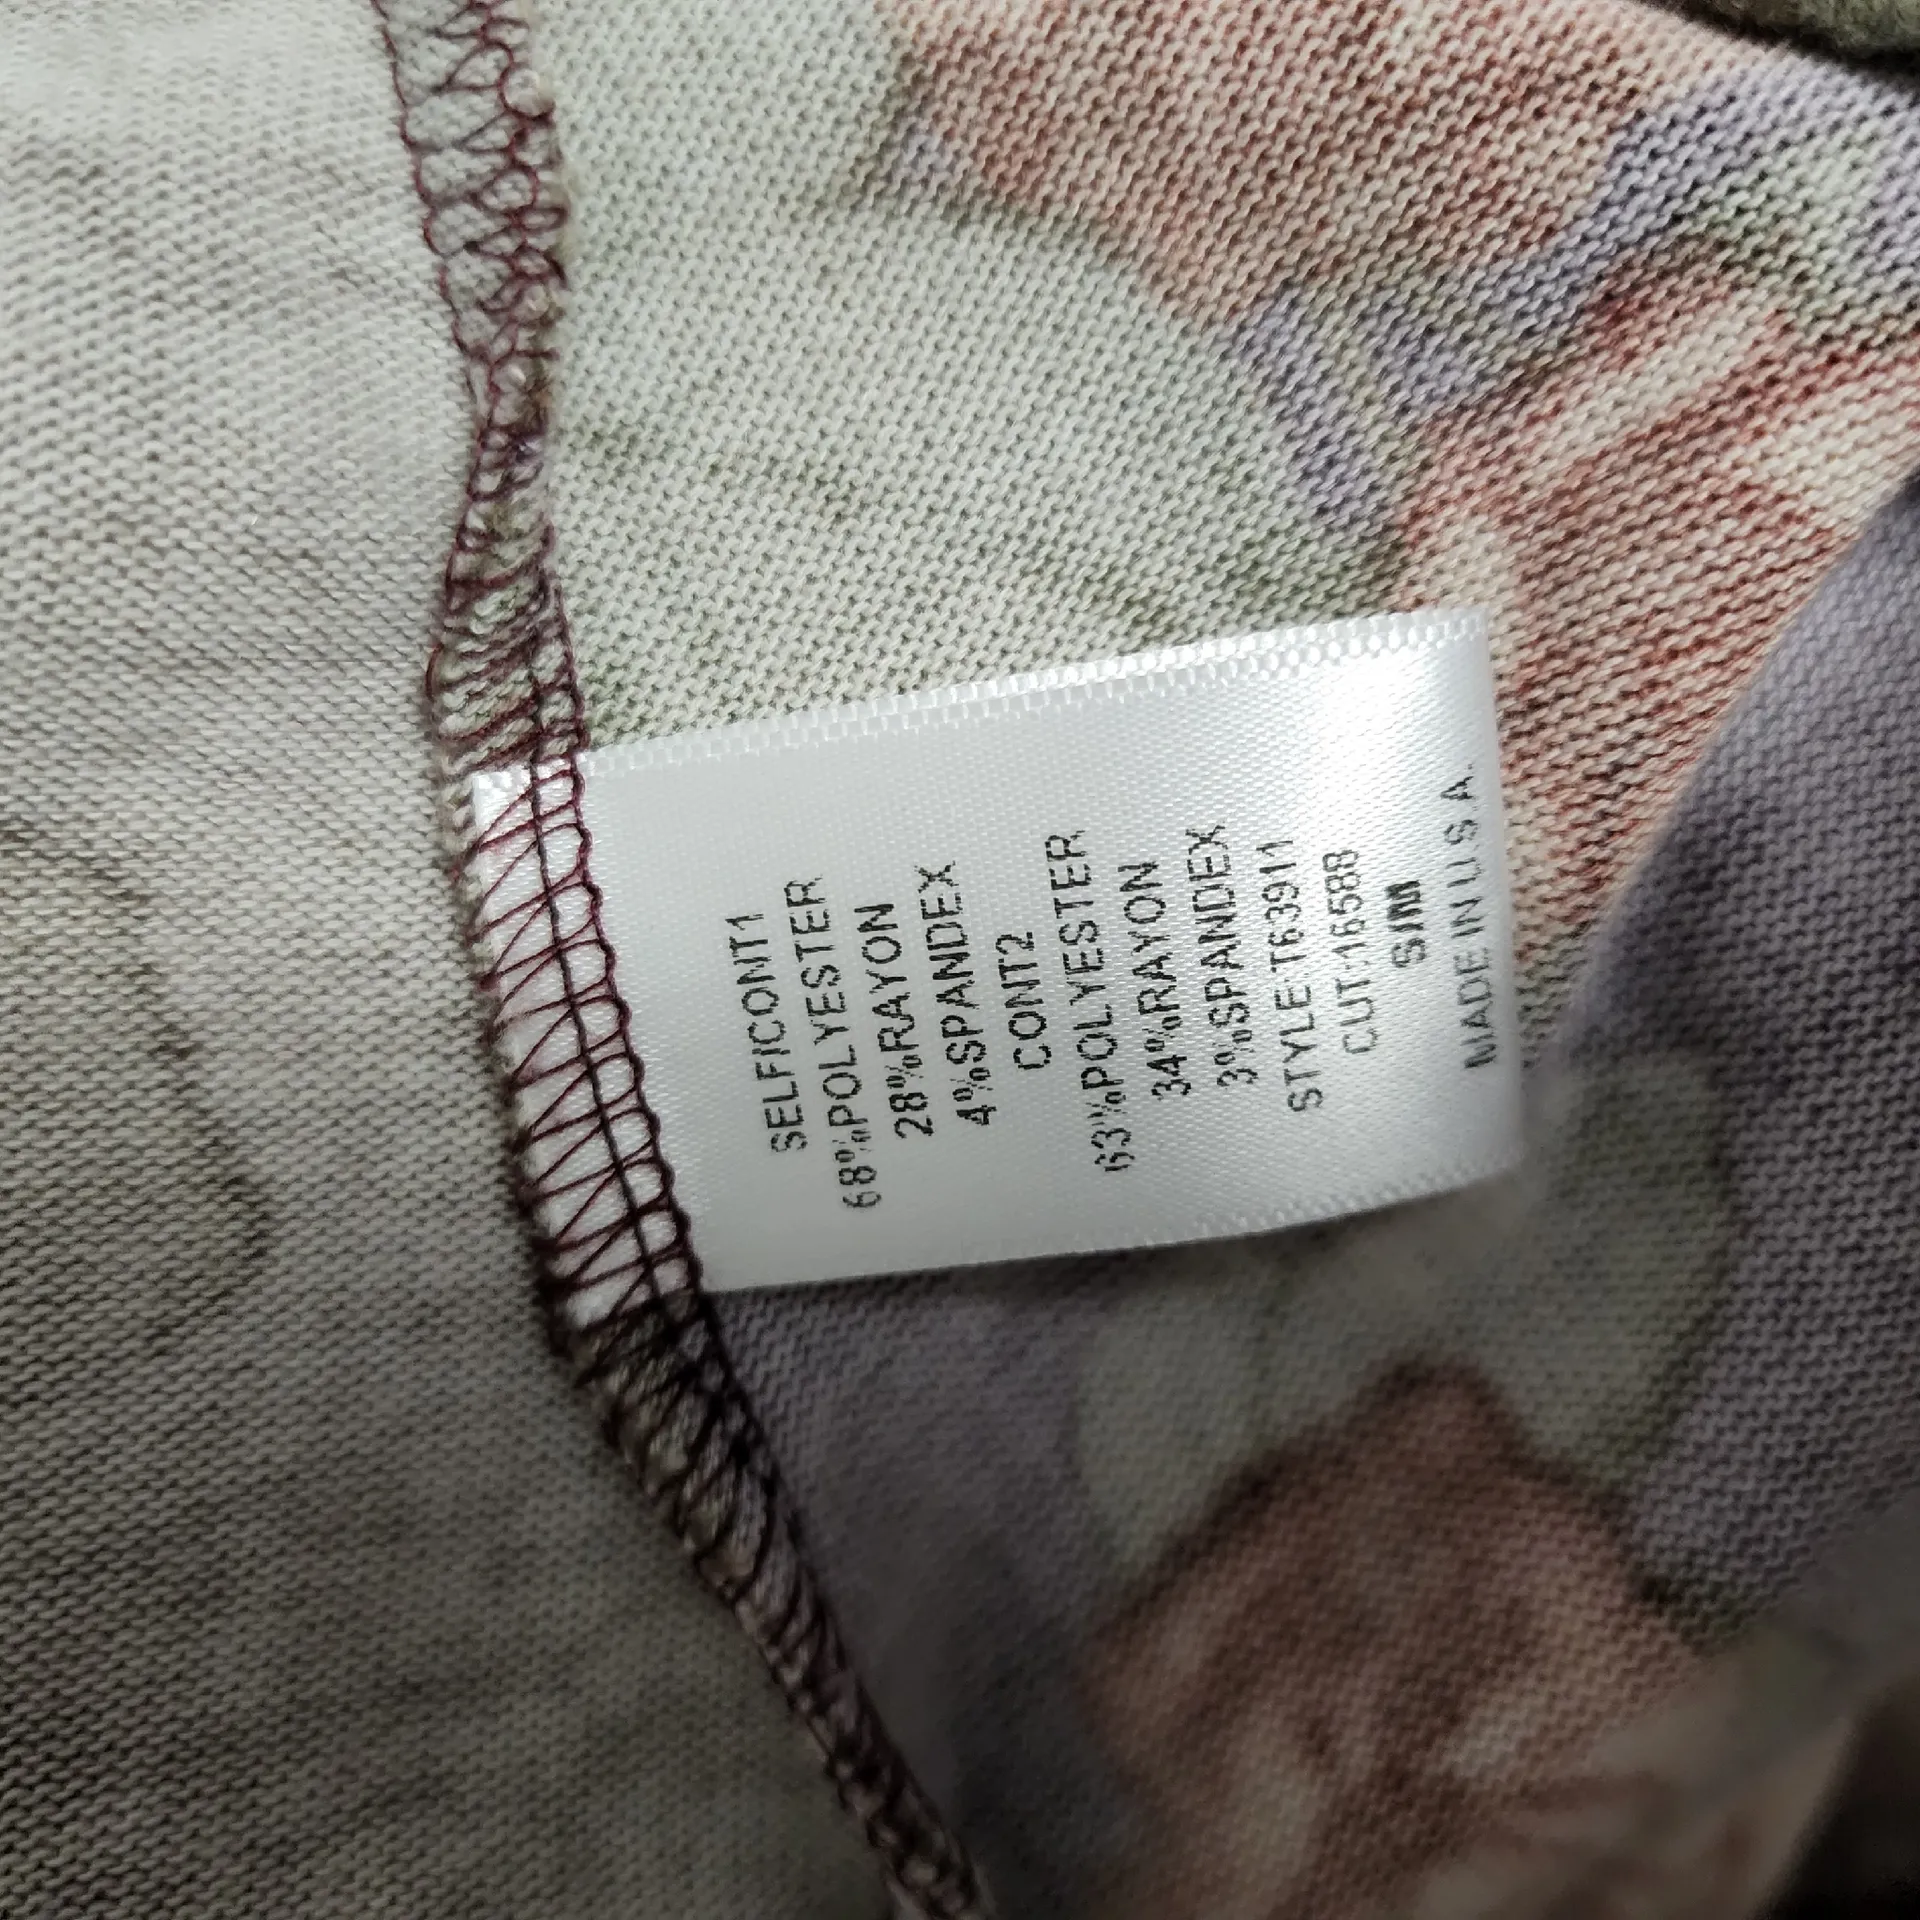 SELF/CONT1
68%POLYESTER
28%RAYON
4%SPANDEX
CONT2
63%POLYESTER
34%RAYON
3%SPANDEX
STYLE:T63911
CUT:16588
S/M
MADE IN U.S.A.